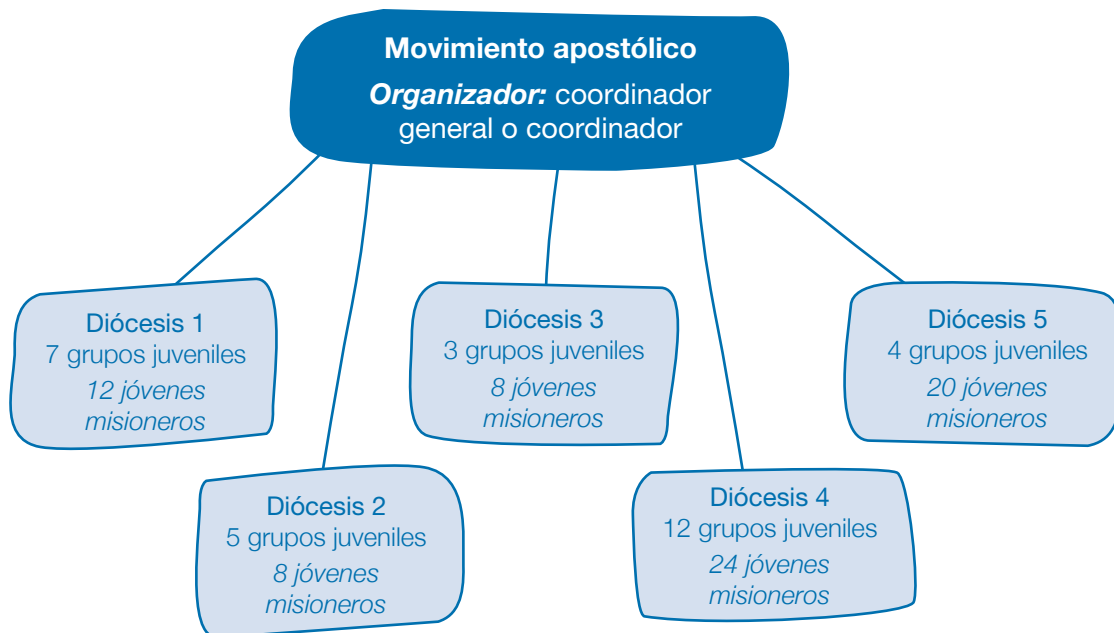 Movimiento apostólico
Organizador: coordinador
general o coordinador
Diócesis 1
7 grupos juveniles
12 jóvenes
misioneros
Diócesis 2
5 grupos juveniles
8 jóvenes
misioneros
Diócesis 3
3 grupos juveniles
8 jóvenes
misioneros
Diócesis 4
12 grupos juveniles
24 jóvenes
misioneros
Diócesis 5
4 grupos juveniles
20 jóvenes
misioneros